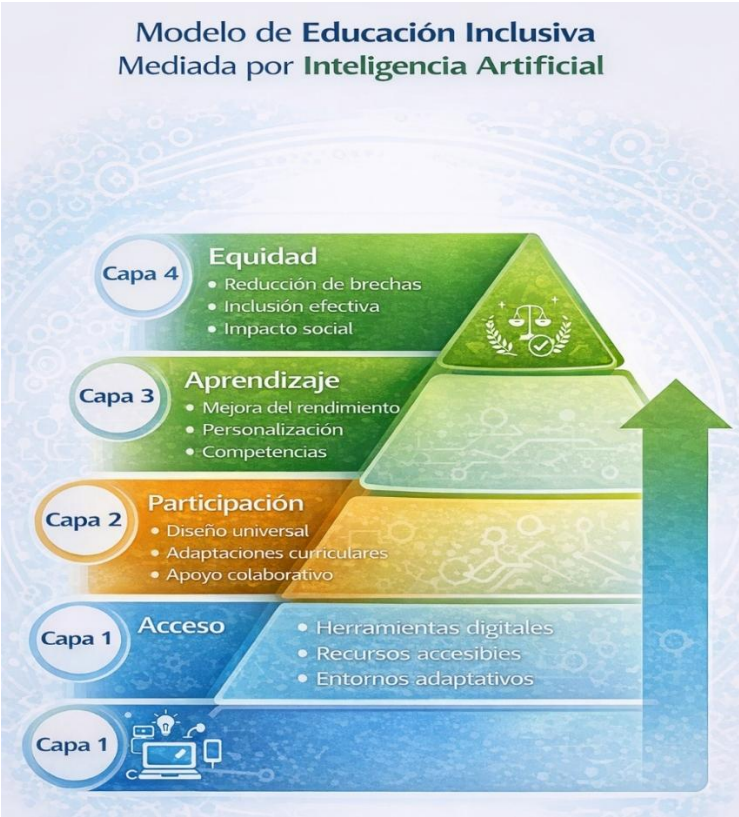 Modelo de Educación Inclusiva
Mediada por Inteligencia Artificial
Capa 4
Equidad
• Reducción de brechas
• Inclusión efectiva
• Impacto social
Capa 3
Aprendizaje
• Mejora del rendimiento
• Personalización
• Competencias
Capa 2
Participación
• Diseño universal
• Adaptaciones curriculares
• Apoyo colaborativo
Capa 1
Acceso
• Herramientas digitales
• Recursos accesibies
• Entornos adaptativos
Capa 1